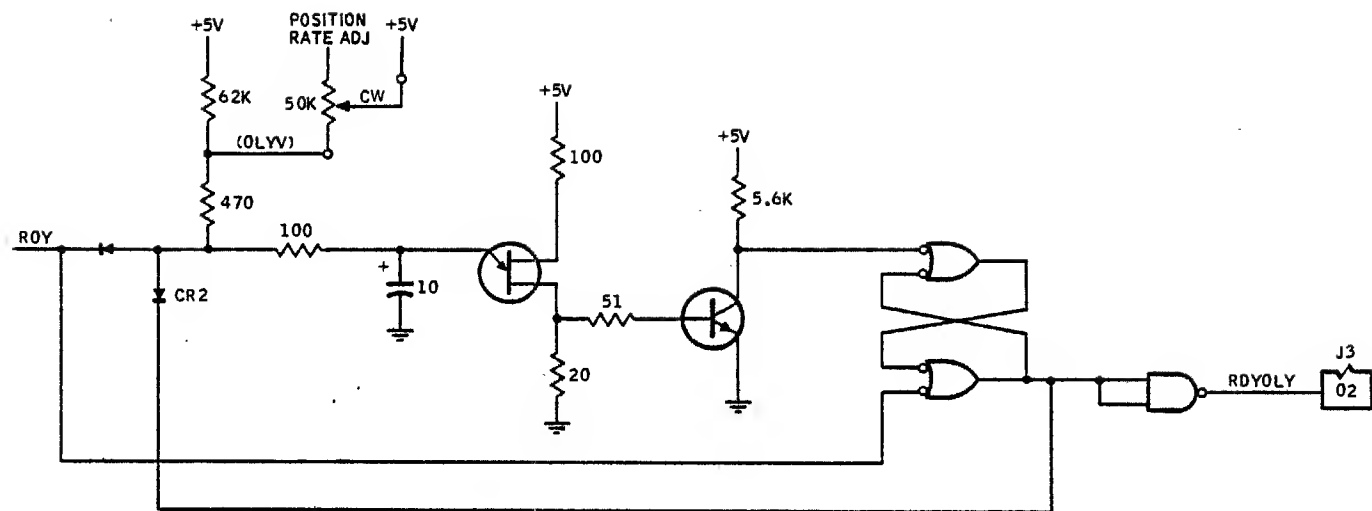 +5V
POSITION
RATE ADJ
+5V
62K
50K
CW
(OLYV)
+5V
100
470
+5V
5.6K
ROY
100
+
10
CR2
51
20
RDYOLY
J3
02